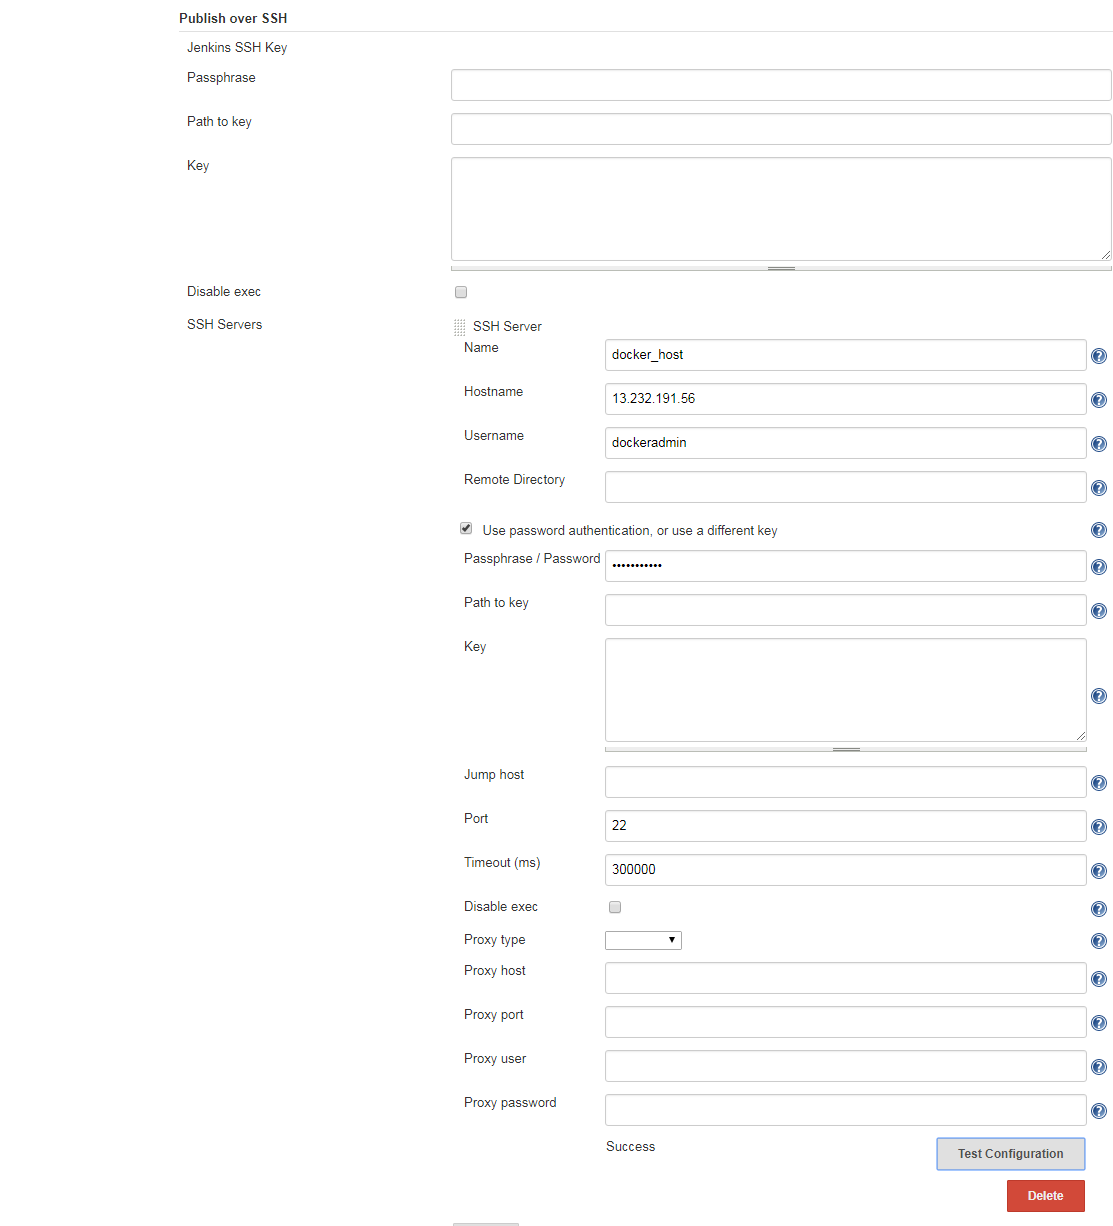 Publish over SSH
Jenkins SSH Key
Passphrase
Path to key
Key
Disable exec
SSH Servers
SSH Server
Name
docker_host
Hostname
13.232.191.56
Username
dockeradmin
Remote Directory
Use password authentication, or use a different key
Passphrase / Password
•••••••••••
Path to key
Key
Jump host
Port
22
Timeout (ms)
300000
Disable exec
Proxy type
Proxy host
Proxy port
Proxy user
Proxy password
Success
Test Configuration
Delete